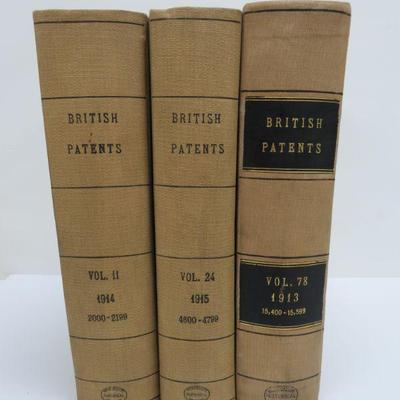 BRITISH
PATENTS
VOL. 11
1914
2000-2199
BRITISH
PATENTS
VOL. 24
1915
4600-4799
BRITISH
PATENTS
VOL. 78
1913
15,400-15,599
HISTORICAL